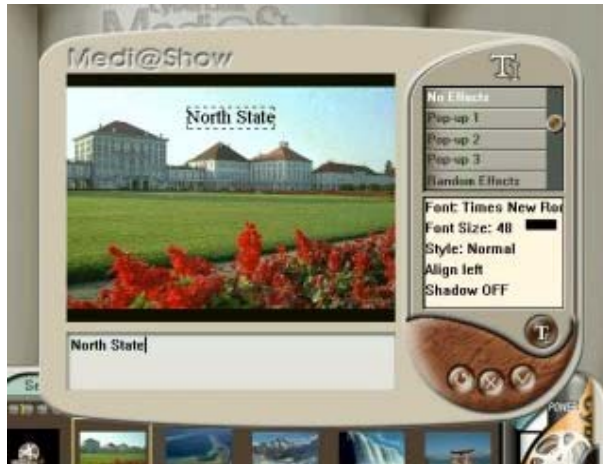 Medi@Show
North State
No Effects
Pop-up 1
Pop-up 2
Pop-up 3
Random Effects
Font: Times New Ro
Font Size: 48
Style: Normal
Align left
Shadow OFF
North State
POWER